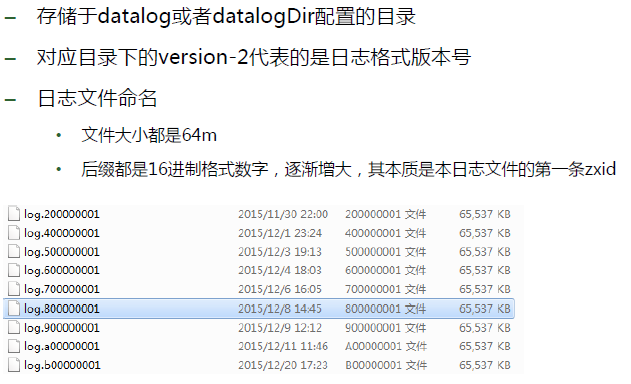 – 存储于datalog或者datalogDir配置的目录
– 对应目录下的version-2代表的是日志格式版本号
– 日志文件命名
• 文件大小都是64m
• 后缀都是16进制格式数字，逐渐增大，其本质是本日志文件的第一条zxid
log.200000001 2015/11/30 22:00 200000001 文件 65,537 KB
log.400000001 2015/12/1 23:24 400000001 文件 65,537 KB
log.500000001 2015/12/3 19:13 500000001 文件 65,537 KB
log.600000001 2015/12/4 18:03 600000001 文件 65,537 KB
log.700000001 2015/12/6 16:05 700000001 文件 65,537 KB
log.800000001 2015/12/8 14:45 800000001 文件 65,537 KB
log.900000001 2015/12/9 12:12 900000001 文件 65,537 KB
log.a00000001 2015/12/11 11:46 A00000001 文件 65,537 KB
log.b00000001 2015/12/20 17:23 B00000001 文件 65,537 KB